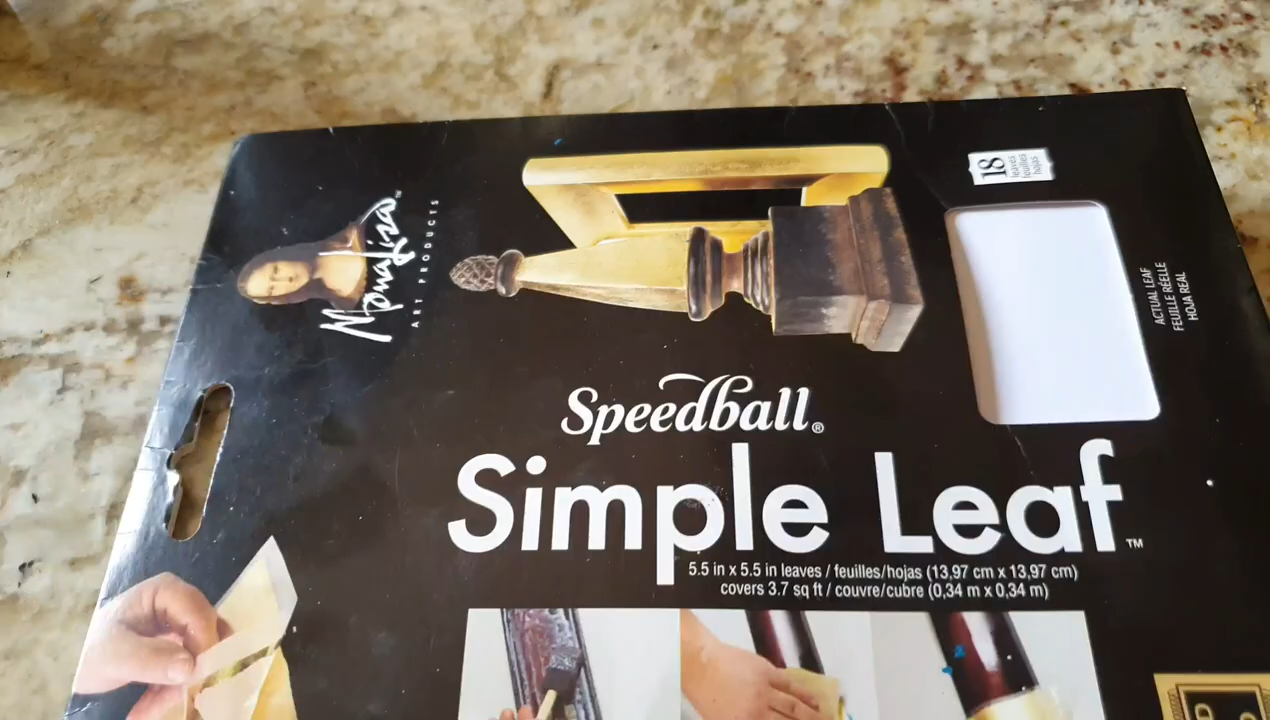 Mona Lisa™
ART PRODUCTS
18
leaves
feuilles
hojas
ACTUAL LEAF
FEUILLE RÉELLE
HOJA REAL
Speedball®
Simple Leaf™
5.5 in x 5.5 in leaves / feuilles/hojas (13,97 cm x 13,97 cm)
covers 3.7 sq ft / couvre/cubre (0,34 m x 0,34 m)